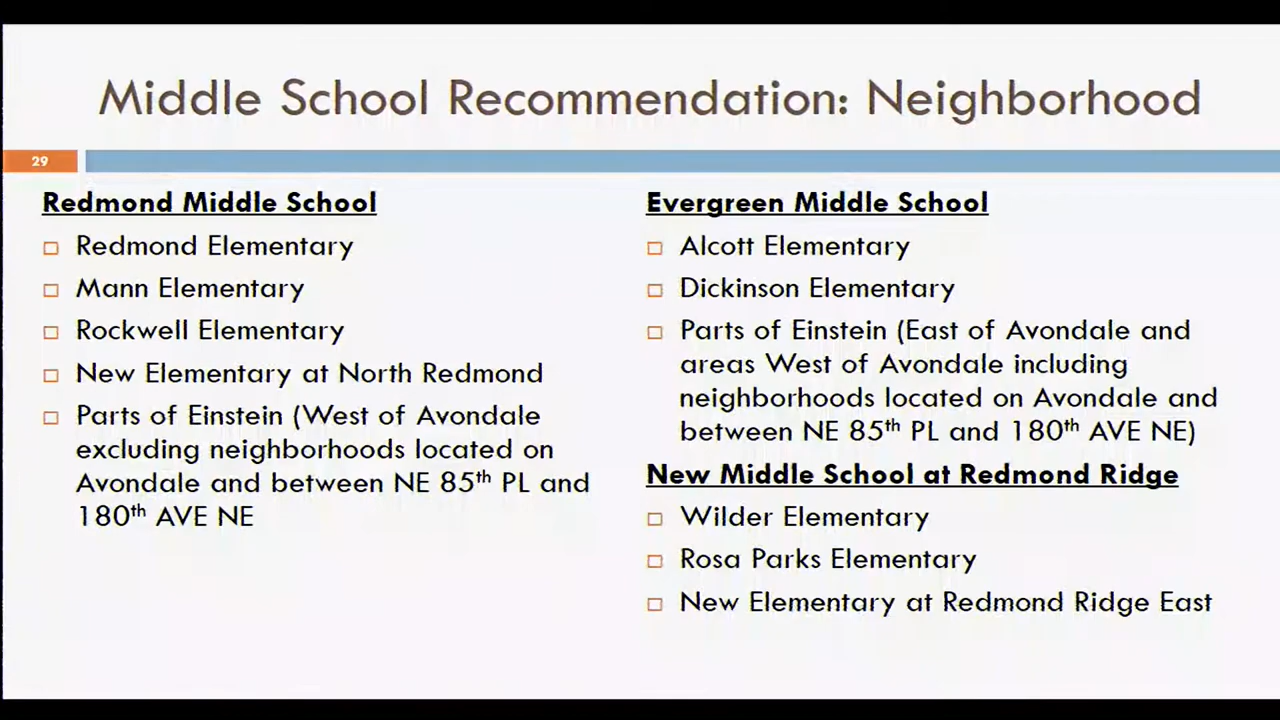 Middle School Recommendation: Neighborhood
29
Redmond Middle School
Redmond Elementary
Mann Elementary
Rockwell Elementary
New Elementary at North Redmond
Parts of Einstein (West of Avondale
excluding neighborhoods located on
Avondale and between NE 85th PL and
180th AVE NE
Evergreen Middle School
Alcott Elementary
Dickinson Elementary
Parts of Einstein (East of Avondale and
areas West of Avondale including
neighborhoods located on Avondale and
between NE 85th PL and 180th AVE NE)
New Middle School at Redmond Ridge
Wilder Elementary
Rosa Parks Elementary
New Elementary at Redmond Ridge East